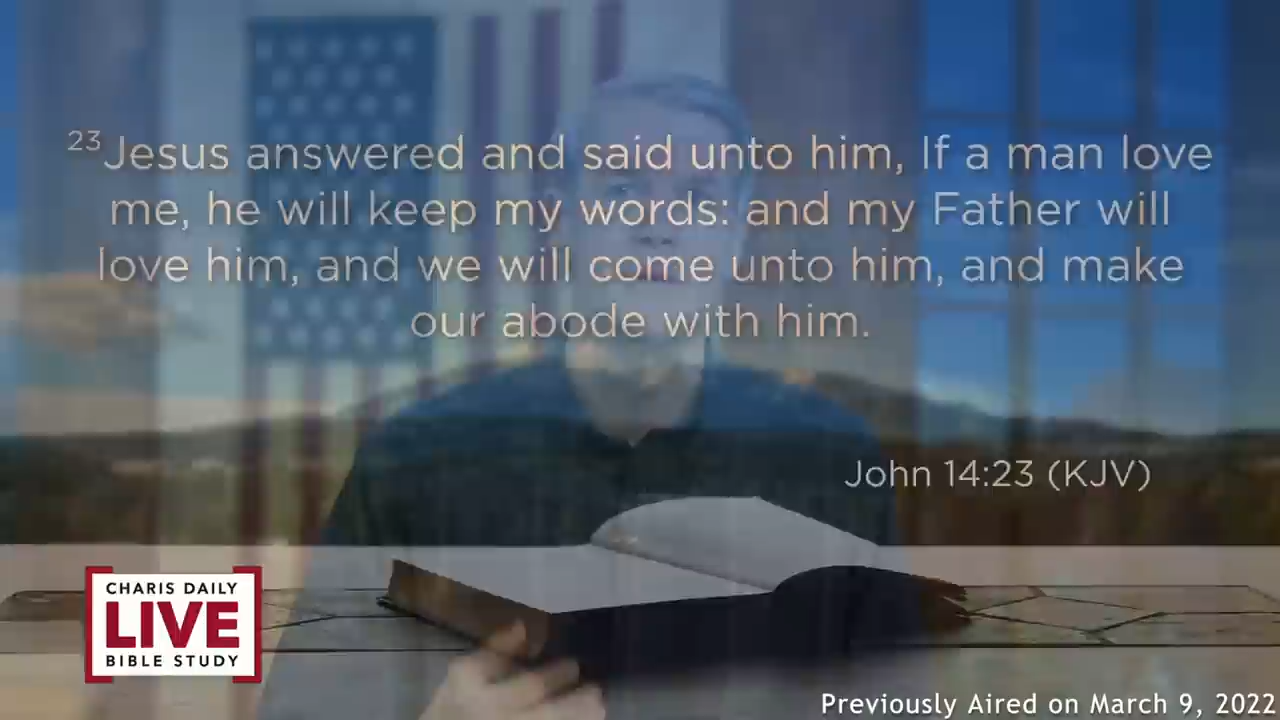 23 Jesus answered and said unto him, If a man love
me, he will keep my words: and my Father will
love him, and we will come unto him, and make
our abode with him.
John 14:23 (KJV)
CHARIS DAILY
LIVE
BIBLE STUDY
Previously Aired on March 9, 2022